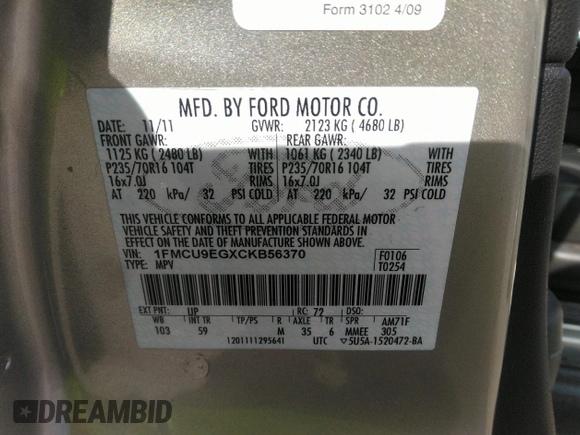 Form 3102 4/09
MFD. BY FORD MOTOR CO.
DATE: 11/11 GVWR: 2123 KG ( 4680 LB)
FRONT GAWR: REAR GAWR:
1125 KG ( 2480 LB) WITH 1061 KG ( 2340 LB) WITH
P235/70R16 104T TIRES P235/70R16 104T TIRES
16x7.0J RIMS 16x7.0J RIMS
AT 220 kPa/ 32 PSI COLD AT 220 kPa/ 32 PSI COLD
THIS VEHICLE CONFORMS TO ALL APPLICABLE FEDERAL MOTOR
VEHICLE SAFETY AND THEFT PREVENTION STANDARDS IN
EFFECT ON THE DATE OF MANUFACTURE SHOWN ABOVE.
VIN: 1FMCU9EGXCKB56370 F0106
TYPE: MPV T0254
EXT PNT: UP RC: 72 DSO:
WB INT TR TP/PS R AXLE TR SPR AM71F
103 59 M 35 6 MMEE 305
1201111295641 UTC ▽5U5A-1520472-BA
DREAMBID